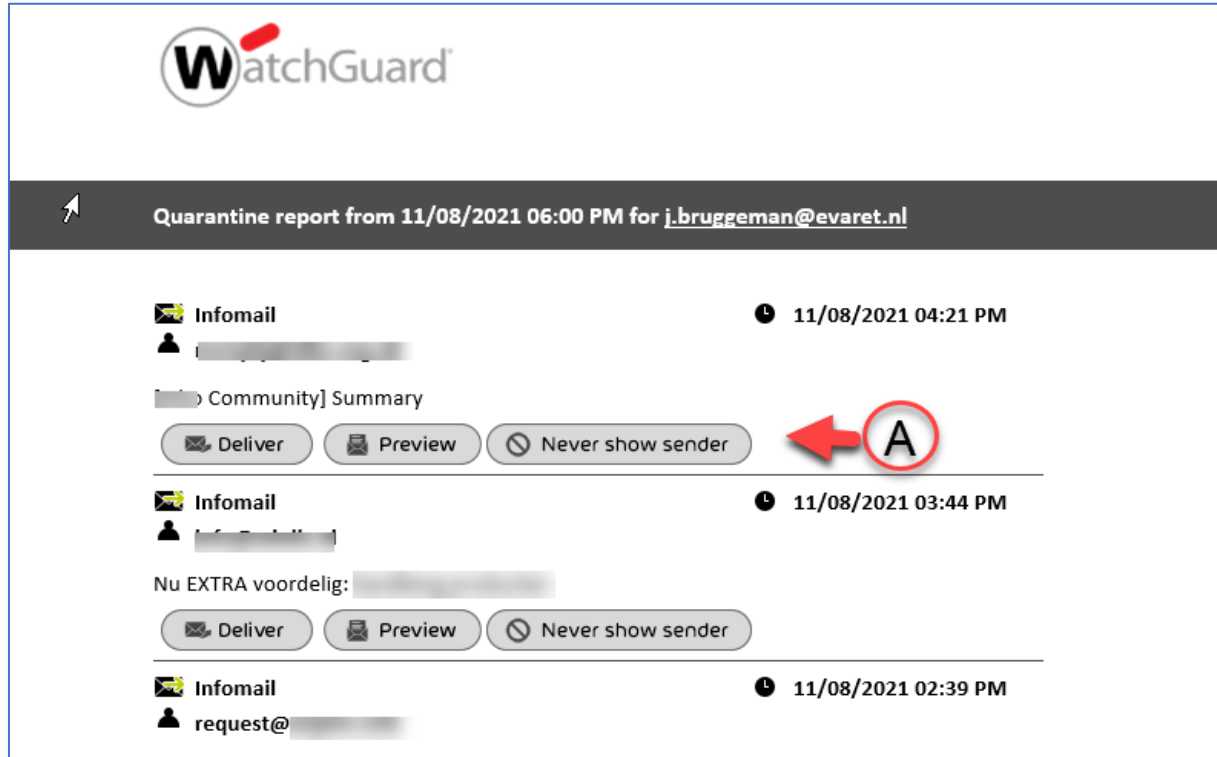 WatchGuard®
Quarantine report from 11/08/2021 06:00 PM for j.bruggeman@evaret.nl
Infomail 11/08/2021 04:21 PM
Community] Summary
Deliver Preview Never show sender A
Infomail 11/08/2021 03:44 PM
Nu EXTRA voordelig:
Deliver Preview Never show sender
Infomail 11/08/2021 02:39 PM
request@